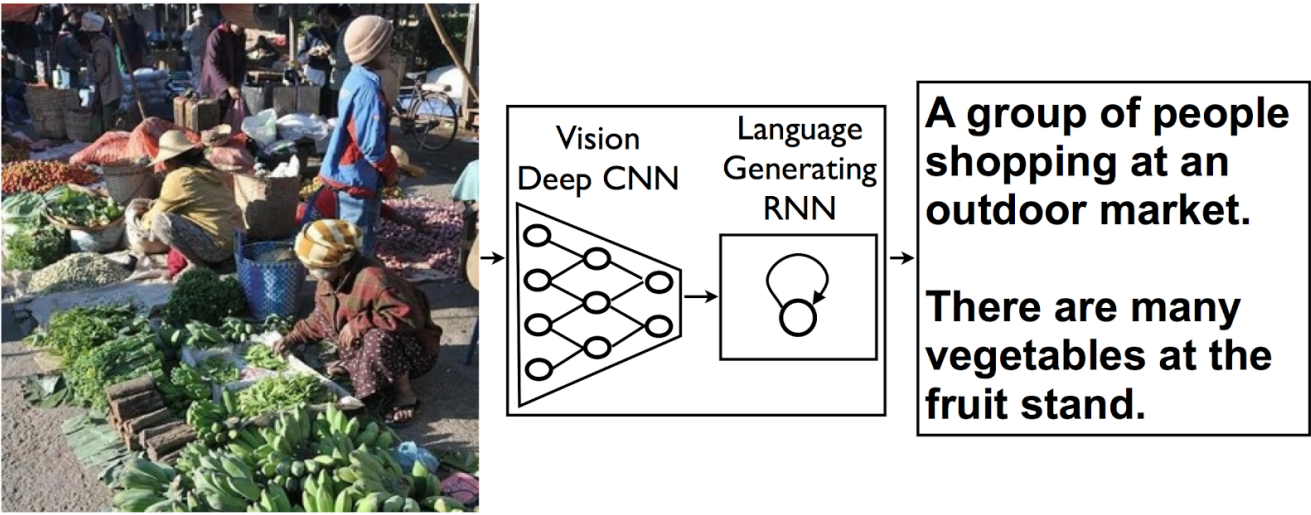 Vision
Deep CNN
Language
Generating
RNN
A group of people
shopping at an
outdoor market.
There are many
vegetables at the
fruit stand.